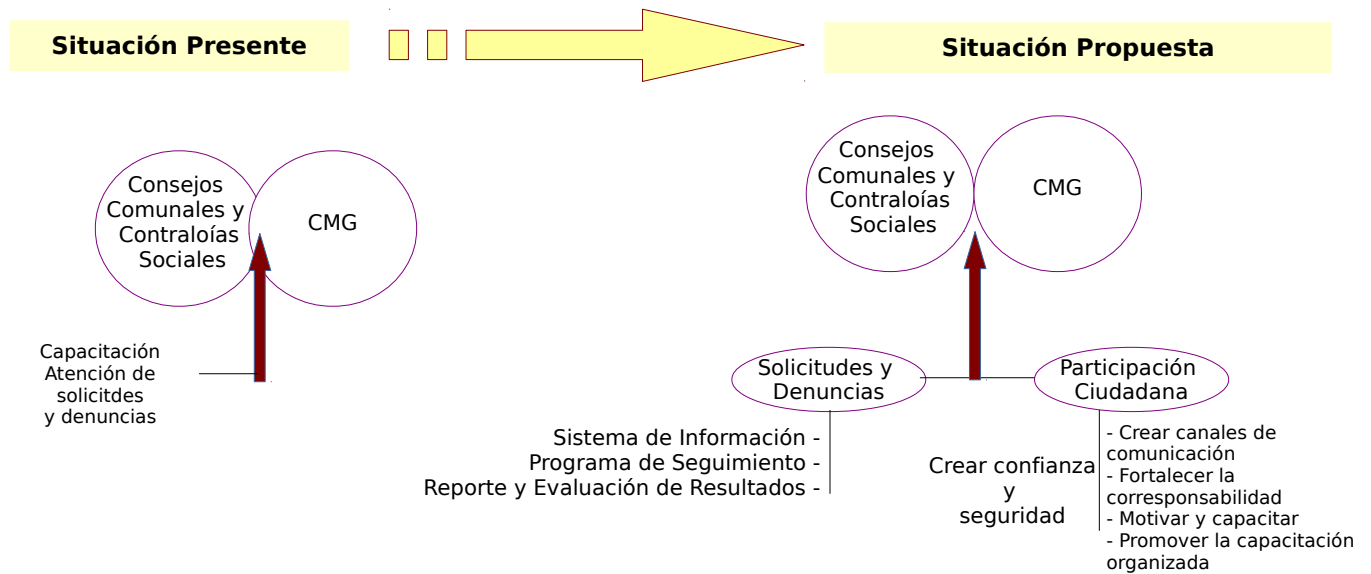 Situación Presente
Situación Propuesta
Consejos
Comunales y
Contraloías
Sociales
CMG
Capacitación
Atención de
solicitdes
y denuncias
Consejos
Comunales y
Contraloías
Sociales
CMG
Solicitudes y
Denuncias
Participación
Ciudadana
Sistema de Información -
Programa de Seguimiento -
Reporte y Evaluación de Resultados -
Crear confianza
y
seguridad
- Crear canales de
comunicación
- Fortalecer la
corresponsabilidad
- Motivar y capacitar
- Promover la capacitación
organizada